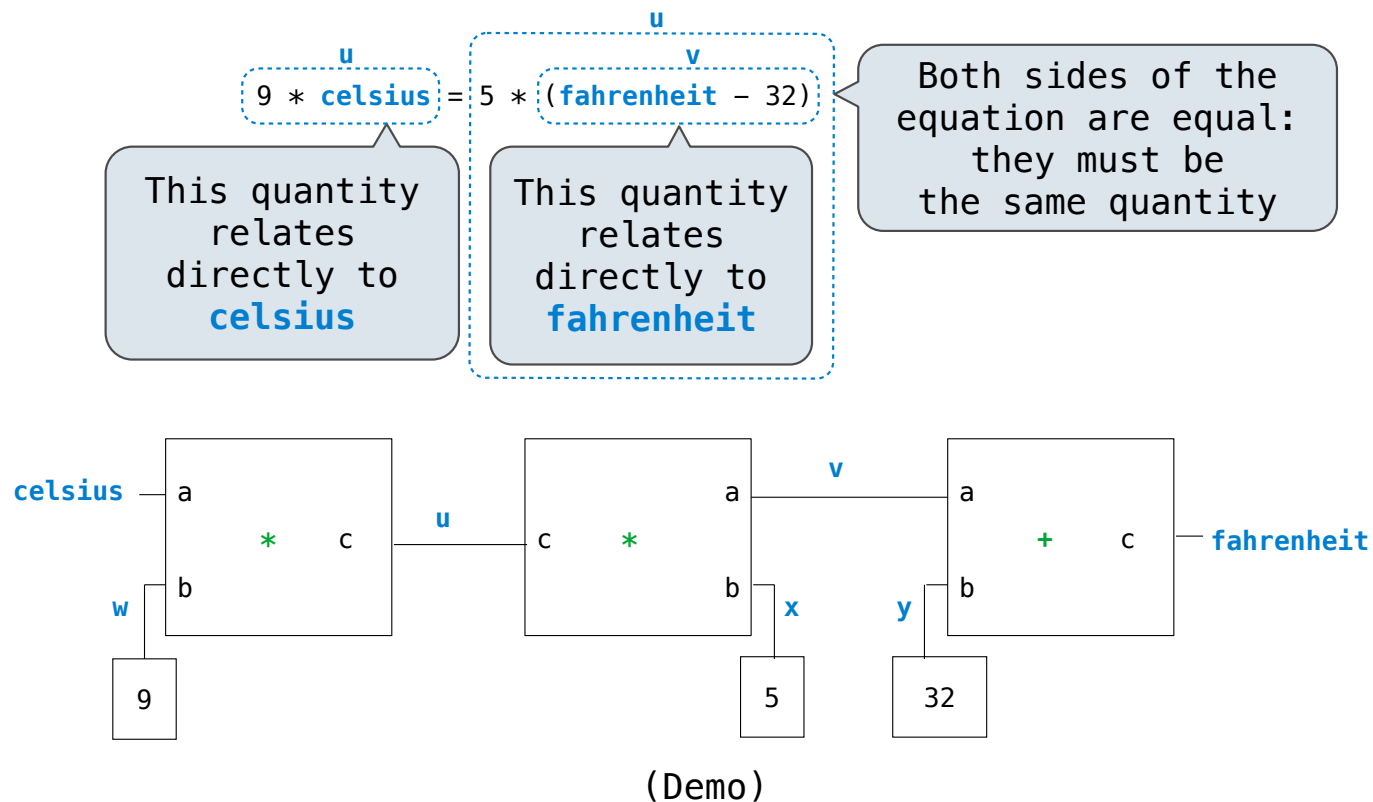 u
u
v
9 * celsius = 5 * (fahrenheit − 32)
This quantity
relates
directly to
celsius
This quantity
relates
directly to
fahrenheit
Both sides of the
equation are equal:
they must be
the same quantity
celsius
a
*
c
b
w
9
u
c
*
a
b
x
5
v
a
+
c
b
y
32
fahrenheit
(Demo)